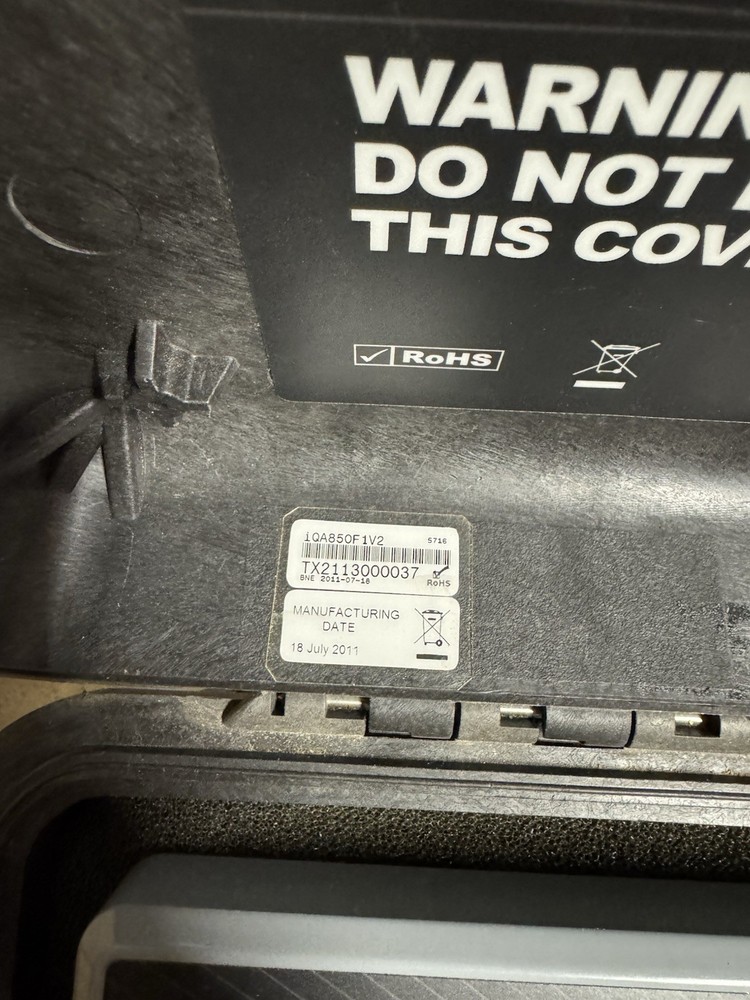 WARNIN
DO NOT
THIS COV
RoHS
1QA850F1V2 5716
TX2113000037
BNE 2011-07-18 RoHS
MANUFACTURING
DATE
18 July 2011